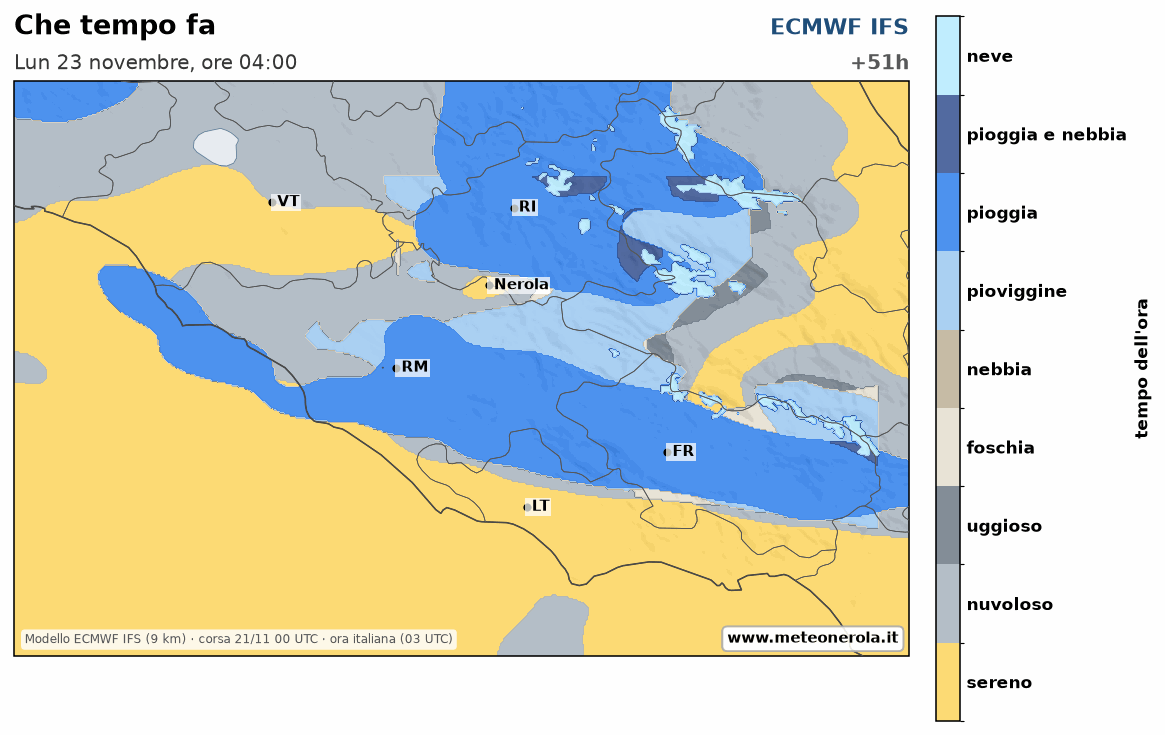 Che tempo fa
ECMWF IFS
Lun 23 novembre, ore 04:00
+51h
neve
pioggia e nebbia
pioggia
pioviggine
nebbia
foschia
uggioso
nuvoloso
sereno
tempo dell'ora
VT
RI
Nerola
RM
FR
LT
Modello ECMWF IFS (9 km) · corsa 21/11 00 UTC · ora italiana (03 UTC)
www.meteonerola.it